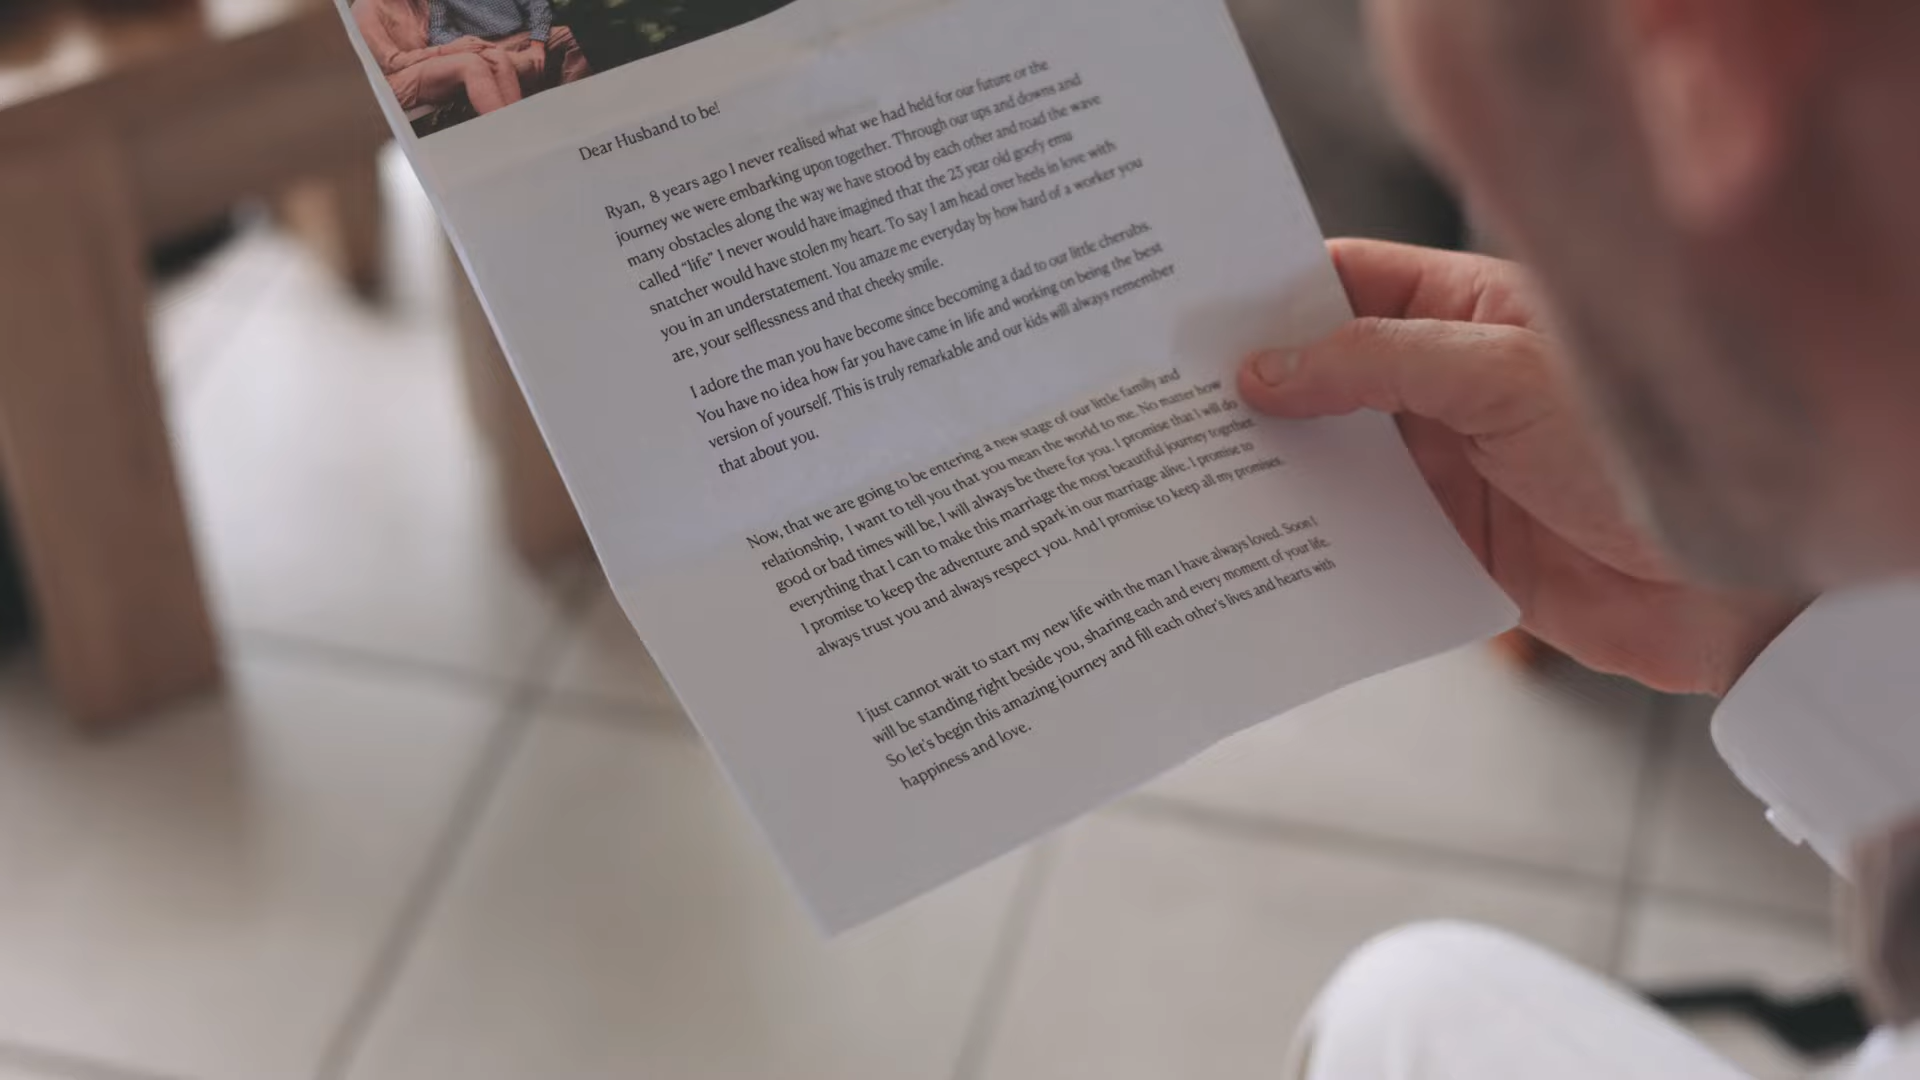 Dear Husband to be!
Ryan, 8 years ago I never realised what we had held for our future or the
journey we were embarking upon together. Through our ups and downs and
many obstacles along the way we have stood by each other and road the wave
called "life" I never would have imagined that the 23 year old goofy emu
snatcher would have stolen my heart. To say I am head over heels in love with
you in an understatement. You amaze me everyday by how hard of a worker you
are, your selflessness and that cheeky smile.
I adore the man you have become since becoming a dad to our little cherubs.
You have no idea how far you have came in life and working on being the best
version of yourself. This is truly remarkable and our kids will always remember
that about you.
Now, that we are going to be entering a new stage of our little family and
relationship, I want to tell you that you mean the world to me. No matter how
good or bad times will be, I will always be there for you. I promise that I will do
everything that I can to make this marriage the most beautiful journey together.
I promise to keep the adventure and spark in our marriage alive. I promise to
always trust you and always respect you. And I promise to keep all my promises.
I just cannot wait to start my new life with the man I have always loved. Soon I
will be standing right beside you, sharing each and every moment of your life.
So let's begin this amazing journey and fill each other's lives and hearts with
happiness and love.